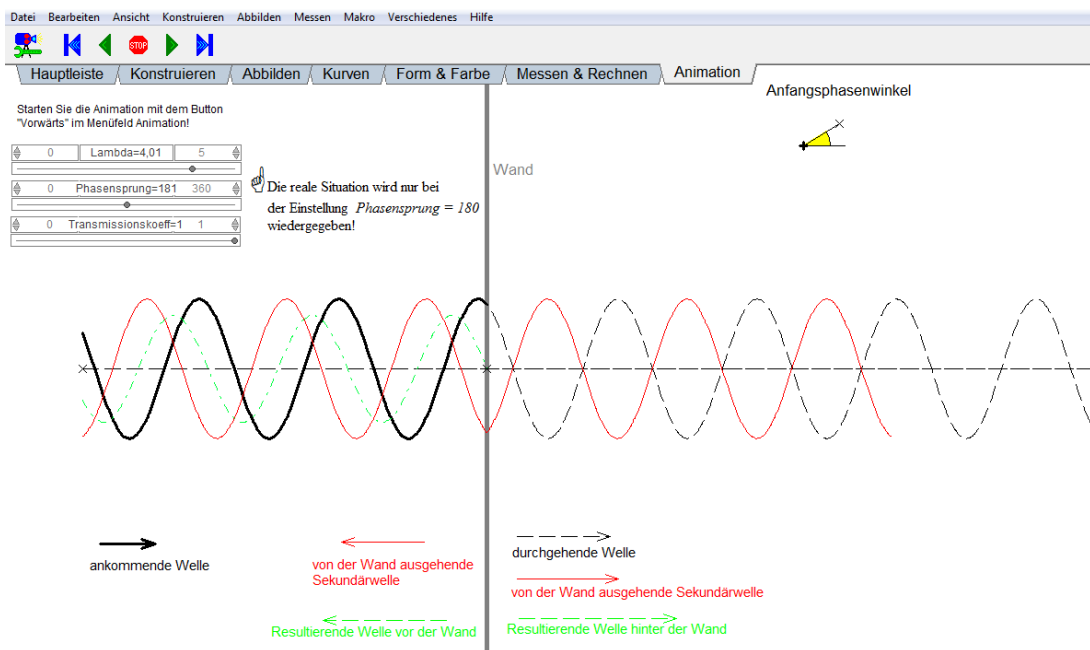 Datei Bearbeiten Ansicht Konstruieren Abbilden Messen Makro Verschiedenes Hilfe
STOP
Hauptleiste Konstruieren Abbilden Kurven Form & Farbe Messen & Rechnen Animation
Anfangsphasenwinkel
Starten Sie die Animation mit dem Button
"Vorwärts" im Menüfeld Animation!
0 Lambda=4,01 5
0 Phasensprung=181 360
0 Transmissionskoeff=1 1
Die reale Situation wird nur bei
der Einstellung Phasensprung = 180
wiedergegeben!
Wand
ankommende Welle
von der Wand ausgehende
Sekundärwelle
Resultierende Welle vor der Wand
durchgehende Welle
von der Wand ausgehende Sekundärwelle
Resultierende Welle hinter der Wand